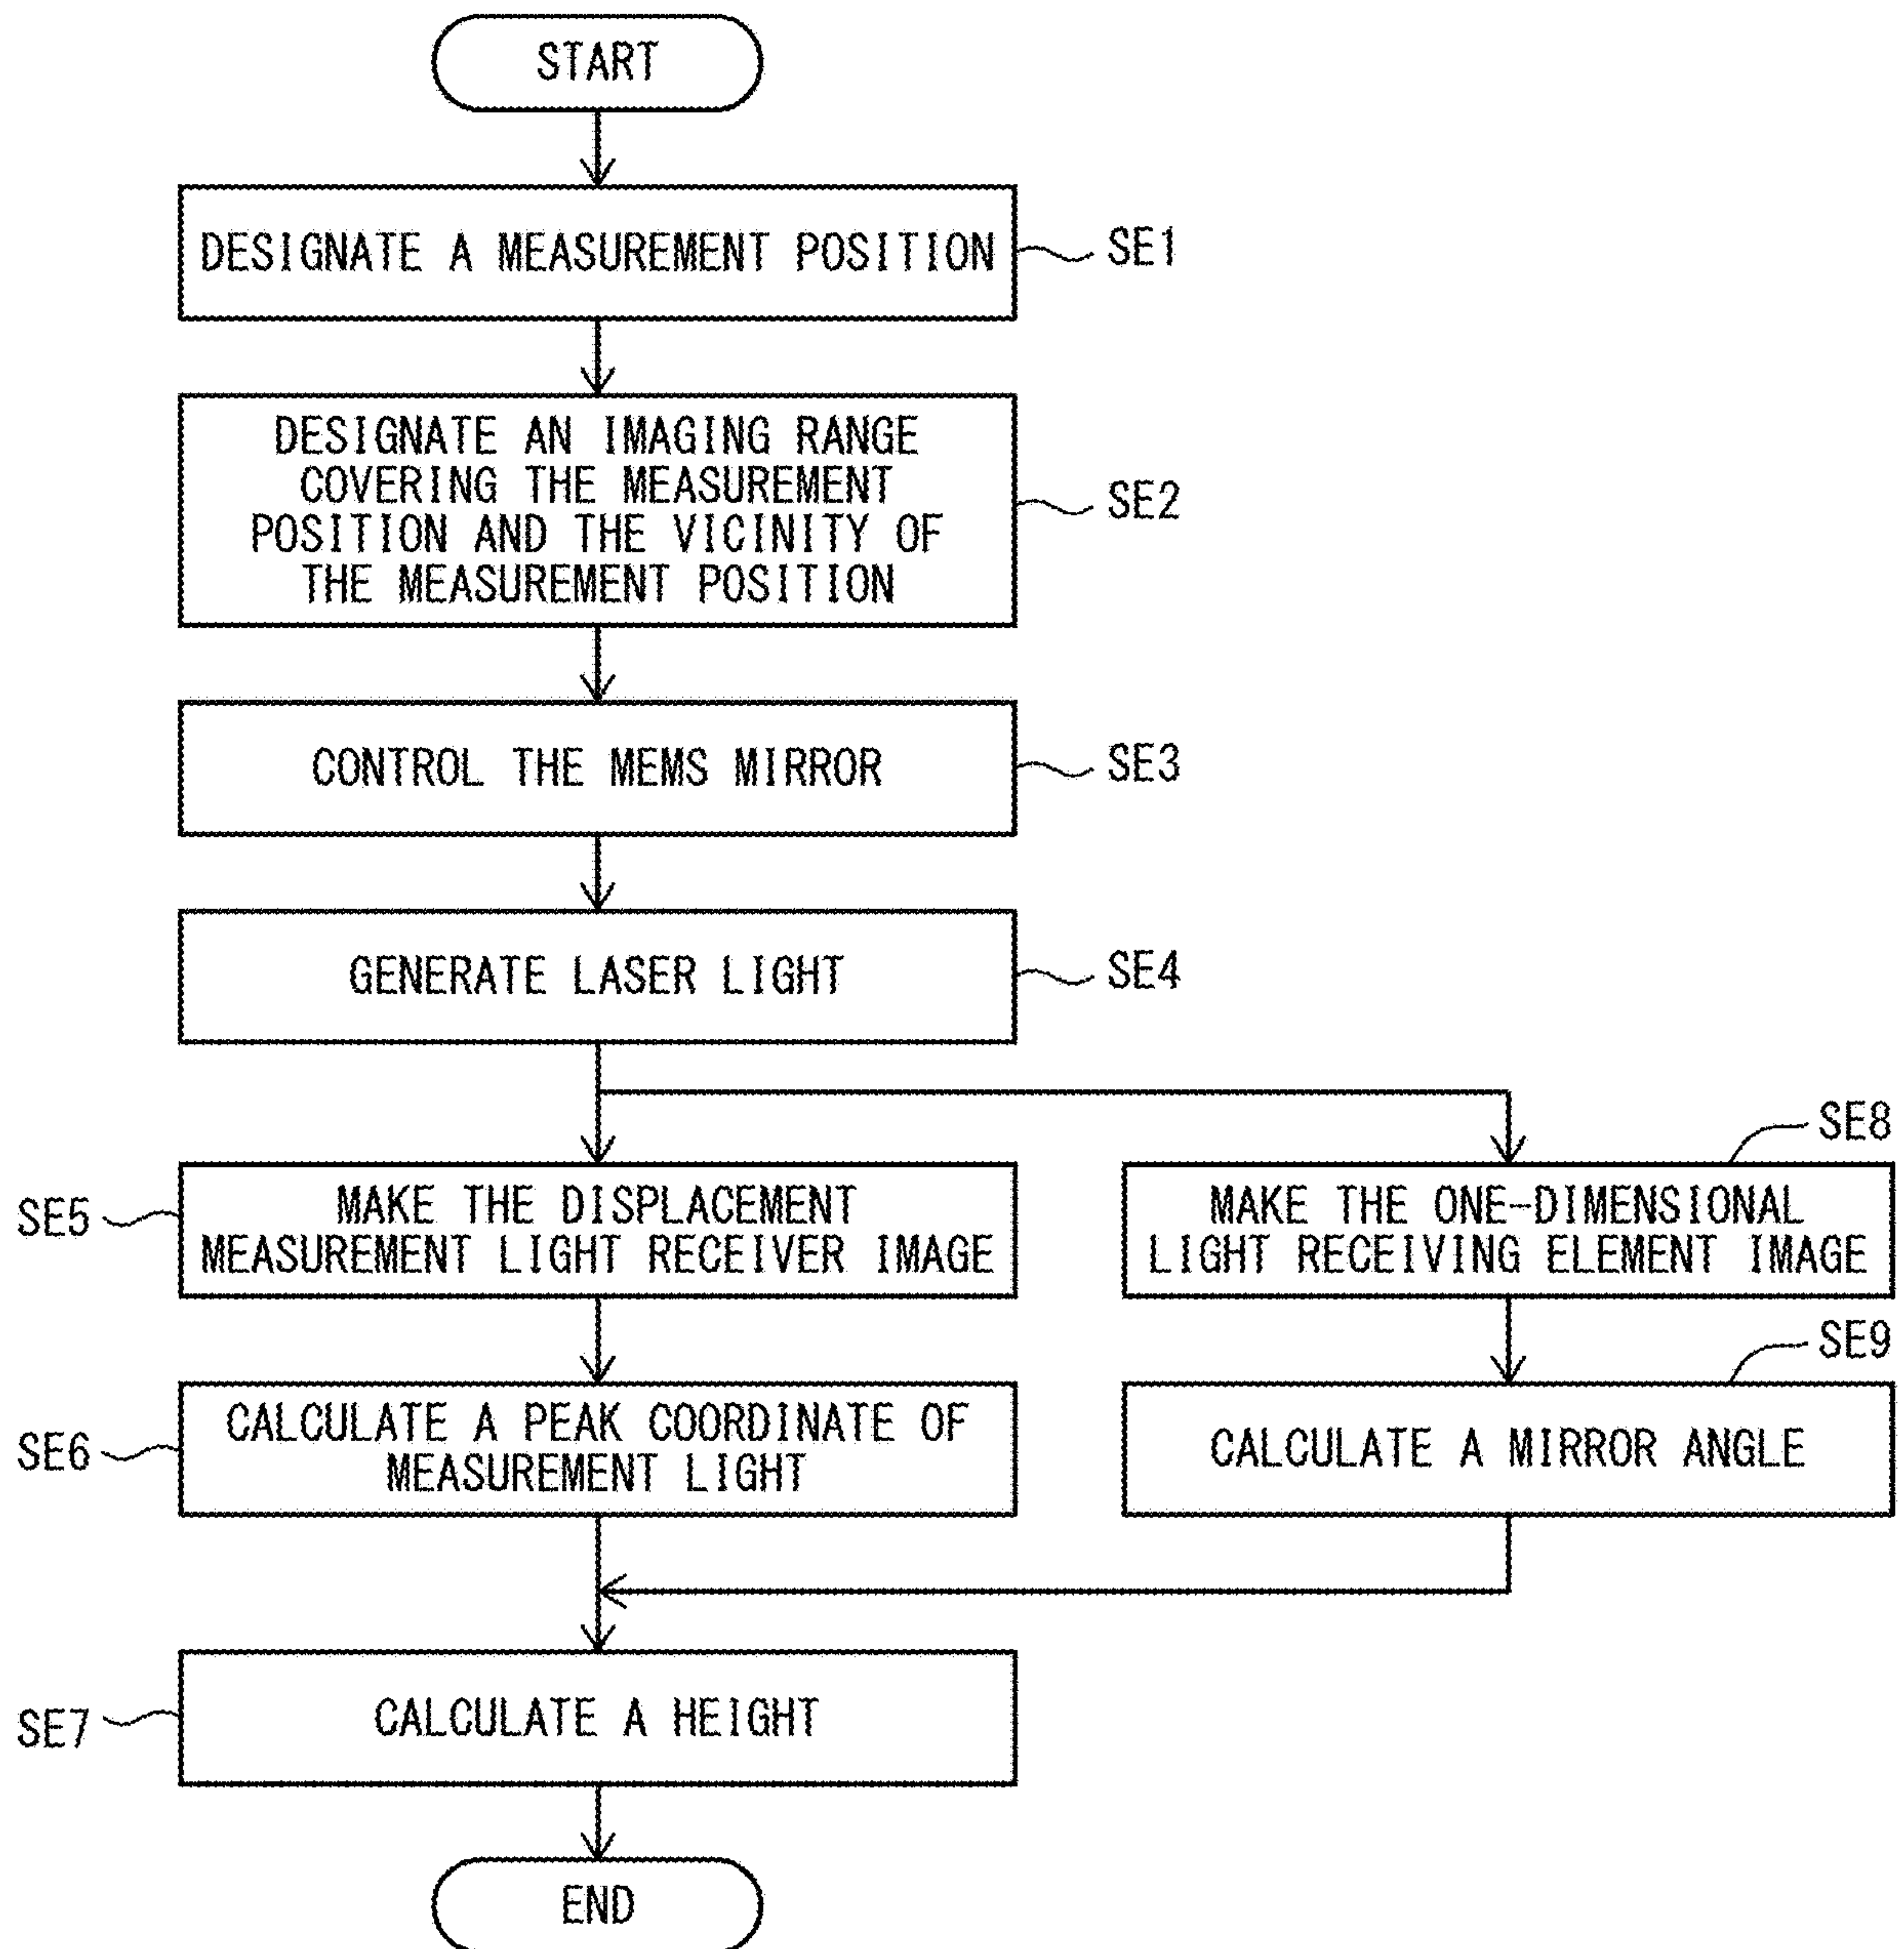 START
DESIGNATE A MEASUREMENT POSITION
SE1
DESIGNATE AN IMAGING RANGE
COVERING THE MEASUREMENT
POSITION AND THE VICINITY OF
THE MEASUREMENT POSITION
SE2
CONTROL THE MEMS MIRROR
SE3
GENERATE LASER LIGHT
SE4
SE5
MAKE THE DISPLACEMENT
MEASUREMENT LIGHT RECEIVER IMAGE
SE8
MAKE THE ONE-DIMENSIONAL
LIGHT RECEIVING ELEMENT IMAGE
SE6
CALCULATE A PEAK COORDINATE OF
MEASUREMENT LIGHT
SE9
CALCULATE A MIRROR ANGLE
SE7
CALCULATE A HEIGHT
END